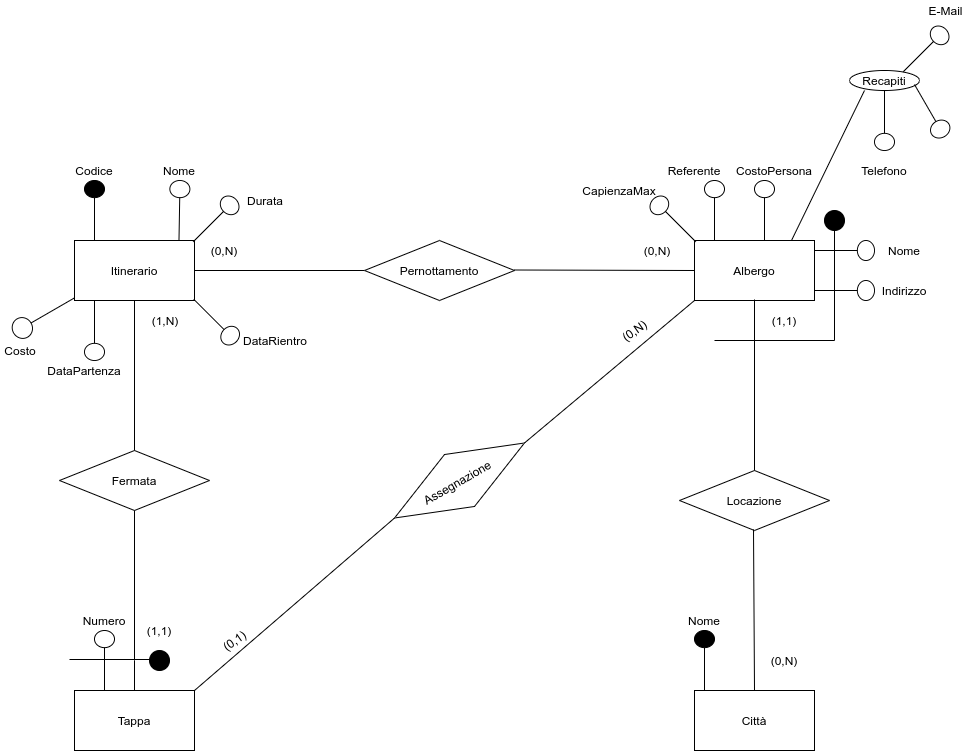 E-Mail
Recapiti
Codice
Nome
Referente
CostoPersona
Telefono
Durata
CapienzaMax
(0,N)
(0,N)
Nome
Itinerario
Pernottamento
Albergo
Indirizzo
(1,N)
(1,1)
Costo
DataPartenza
DataRientro
(0,N)
Fermata
Assegnazione
Locazione
Numero
(1,1)
(0,1)
Nome
(0,N)
Tappa
Città